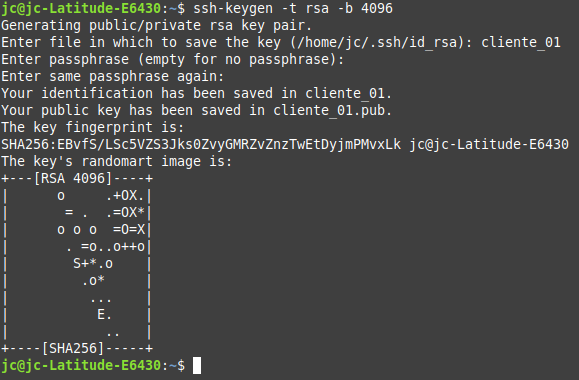 jc@jc-Latitude-E6430:~$ ssh-keygen -t rsa -b 4096
Generating public/private rsa key pair.
Enter file in which to save the key (/home/jc/.ssh/id_rsa): cliente_01
Enter passphrase (empty for no passphrase):
Enter same passphrase again:
Your identification has been saved in cliente_01.
Your public key has been saved in cliente_01.pub.
The key fingerprint is:
SHA256:EBvfS/LSc5VZS3Jks0ZvyGMRZvZnzTwEtDyjmPMvxLk jc@jc-Latitude-E6430
The key's randomart image is:
+---[RSA 4096]----+
|      o     .+OX.|
|       = .  .=OX*|
|      o o o  =O=X|
|       . =o..o++o|
|        S+*.o    |
|         .o*     |
|          ...    |
|           E.    |
|            ..   |
+----[SHA256]-----+
jc@jc-Latitude-E6430:~$